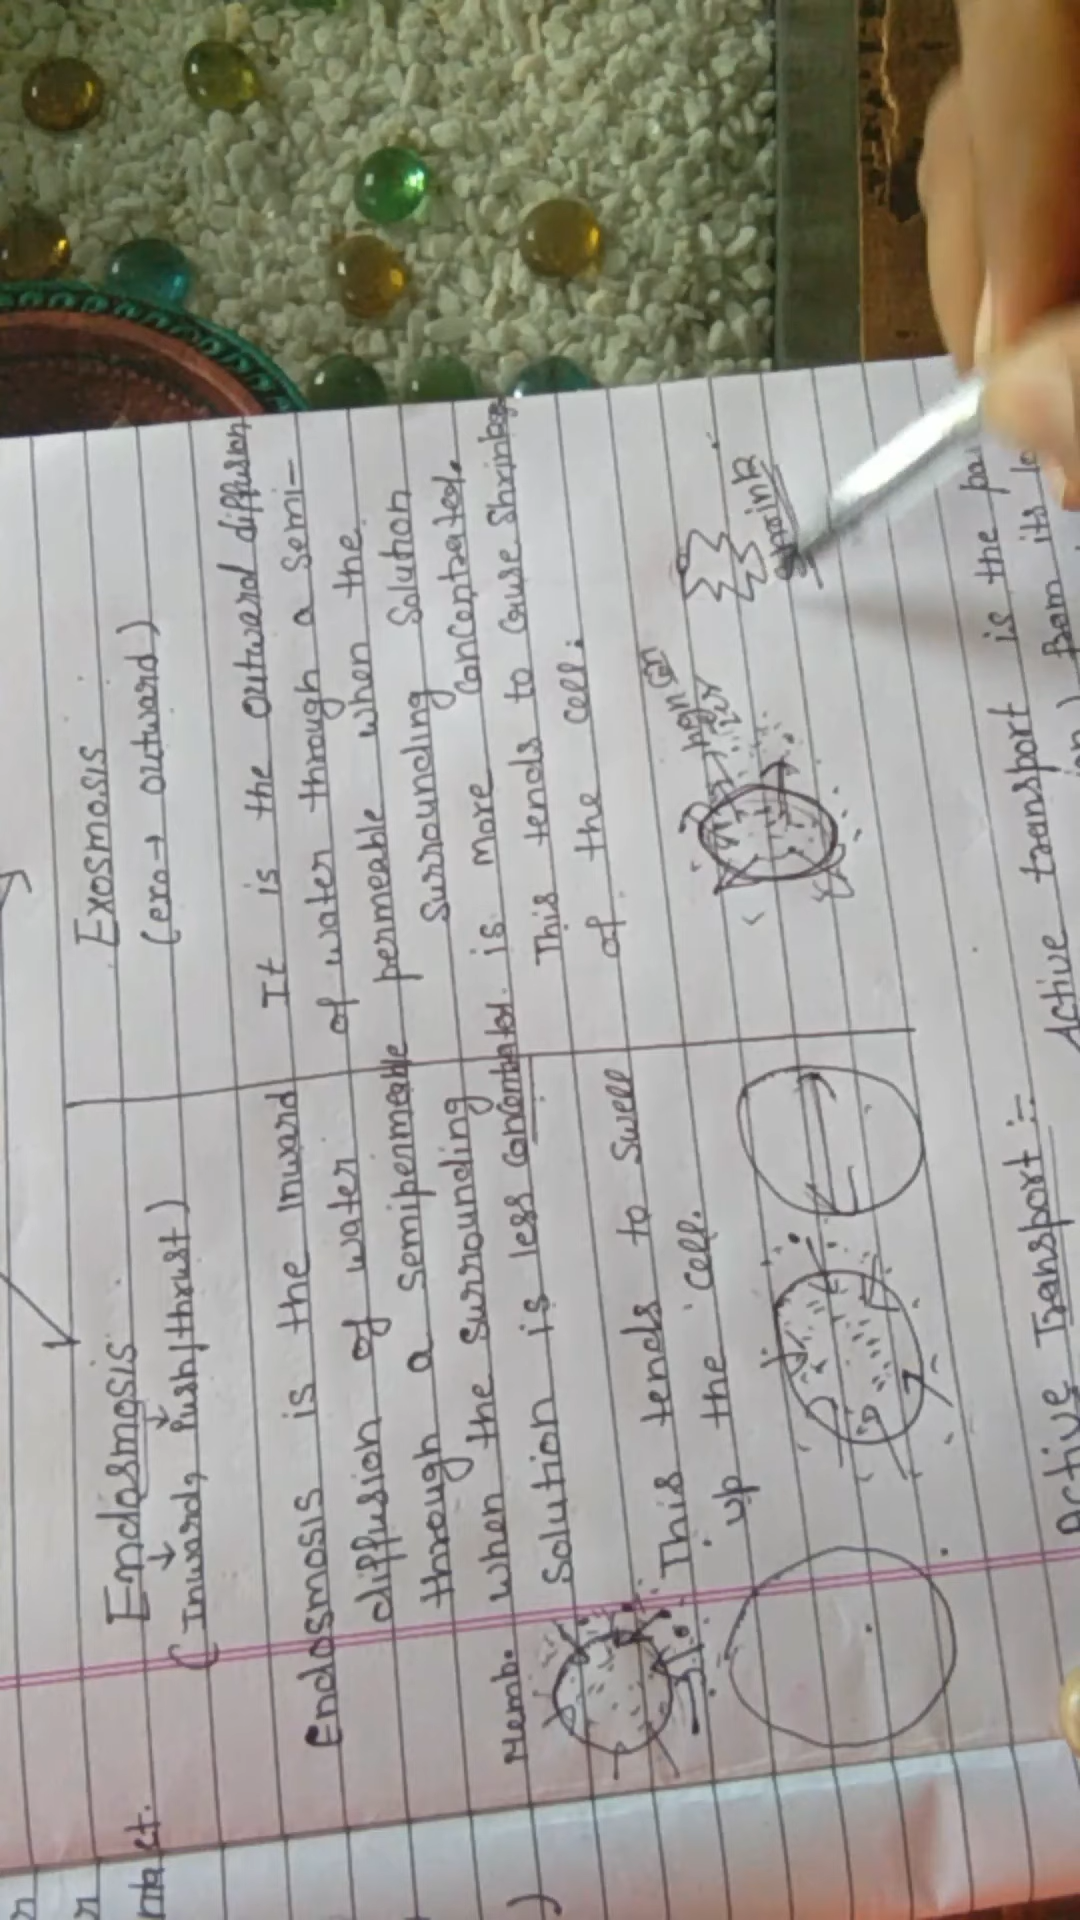 Endosmosis
(Inward, Push/thrust)
Endosmosis is the inward
diffusion of water
through a semipermeable
Memb. when the surrounding
Solution is less concentrated.
This tends to swell
up the cell.
Exosmosis
(exo→ outward)
It is the outward diffusion
of water through a semi-
permeable when the
surrounding solution
is more concentrated.
This tends to cause shrinkage
of the cell.
high
Shrink
Active Transport:- Active transport is the
from its